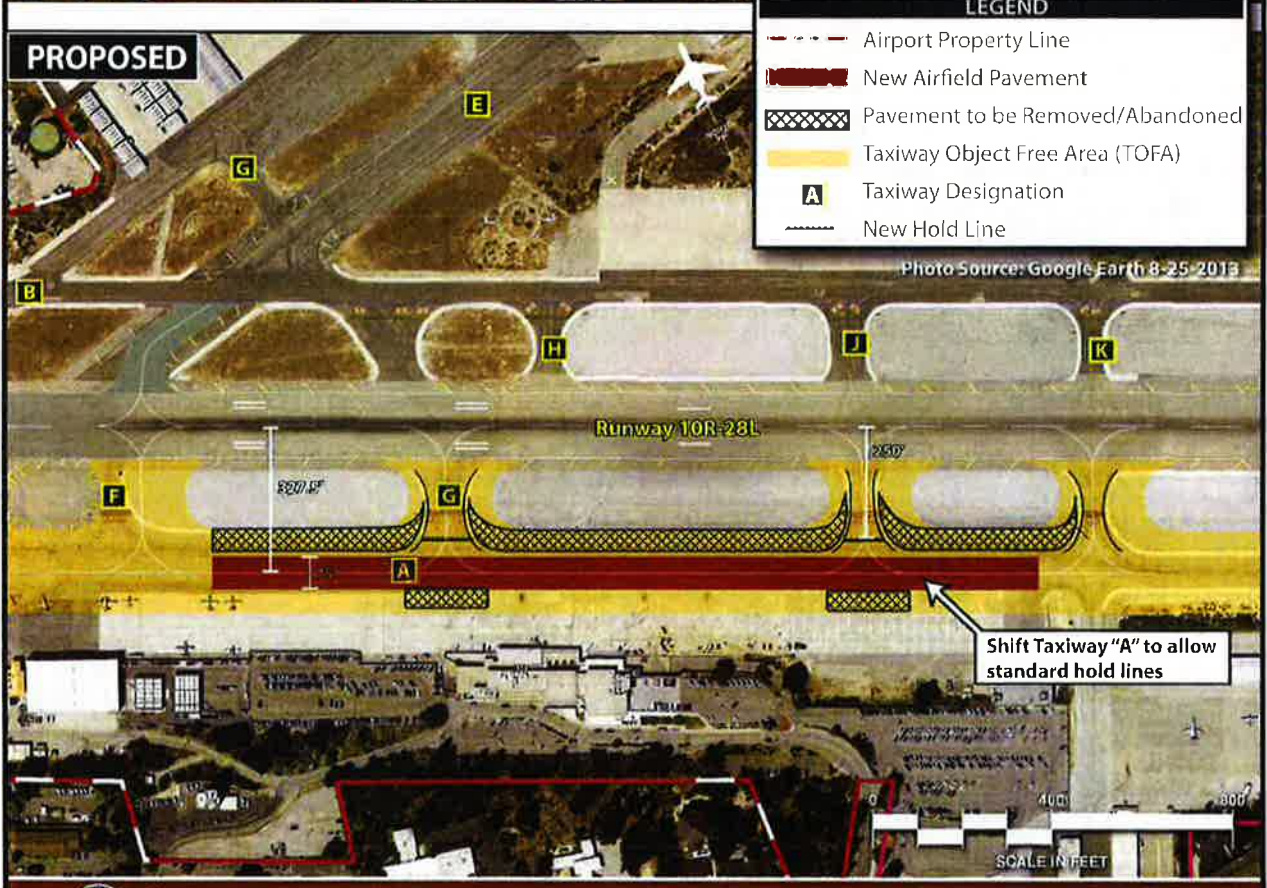 LEGEND
PROPOSED
Airport Property Line
New Airfield Pavement
Pavement to be Removed/Abandoned
Taxiway Object Free Area (TOFA)
A Taxiway Designation
New Hold Line
Photo Source: Google Earth 8-25-2013
E
G
B
H
J
K
Runway 10R-28L
250'
327.5'
F
G
A
Shift Taxiway "A" to allow
standard hold lines
0 400 800
SCALE IN FEET